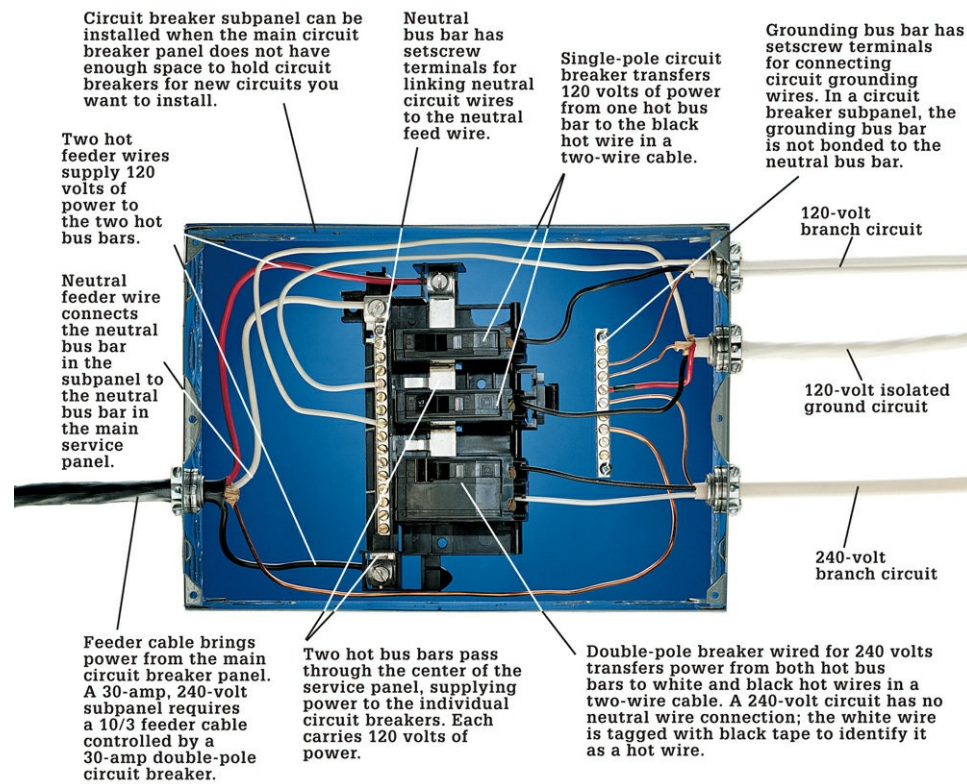 Circuit breaker subpanel can be
installed when the main circuit
breaker panel does not have
enough space to hold circuit
breakers for new circuits you
want to install.
Neutral
bus bar has
setscrew
terminals for
linking neutral
circuit wires
to the neutral
feed wire.
Single-pole circuit
breaker transfers
120 volts of power
from one hot bus
bar to the black
hot wire in a
two-wire cable.
Grounding bus bar has
setscrew terminals
for connecting
circuit grounding
wires. In a circuit
breaker subpanel, the
grounding bus bar
is not bonded to the
neutral bus bar.
Two hot
feeder wires
supply 120
volts of
power to
the two hot
bus bars.
Neutral
feeder wire
connects
the neutral
bus bar
in the
subpanel to
the neutral
bus bar in
the main
service
panel.
120-volt
branch circuit
120-volt isolated
ground circuit
240-volt
branch circuit
Feeder cable brings
power from the main
circuit breaker panel.
A 30-amp, 240-volt
subpanel requires
a 10/3 feeder cable
controlled by a
30-amp double-pole
circuit breaker.
Two hot bus bars pass
through the center of the
service panel, supplying
power to the individual
circuit breakers. Each
carries 120 volts of
power.
Double-pole breaker wired for 240 volts
transfers power from both hot bus
bars to white and black hot wires in a
two-wire cable. A 240-volt circuit has no
neutral wire connection; the white wire
is tagged with black tape to identify it
as a hot wire.